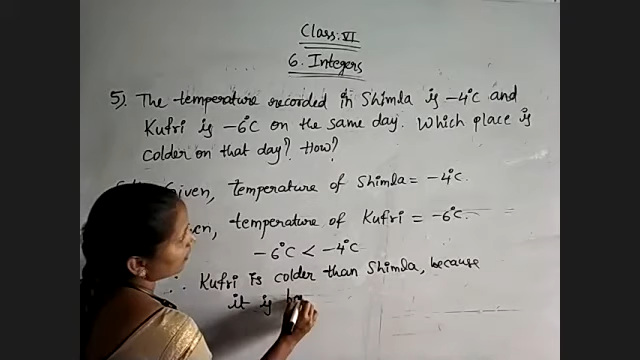 Class: VI
6. Integers
5). The temperature recorded in Shimla is -4°C and
Kufri is -6°C on the same day. Which place is
colder on that day? How?
Given, temperature of Shimla = -4°C.
temperature of Kufri = -6°C.
-6°C < -4°C
∴ Kufri is colder than Shimla, because
it is